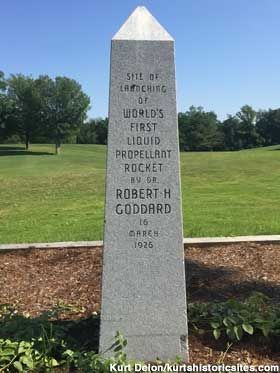 SITE OF
LAUNCHING
OF
WORLD'S
FIRST
LIQUID
PROPELLANT
ROCKET
BY DR.
ROBERT H
GODDARD
16
MARCH
1926
Kurt Deion/kurtshistoricsites.com